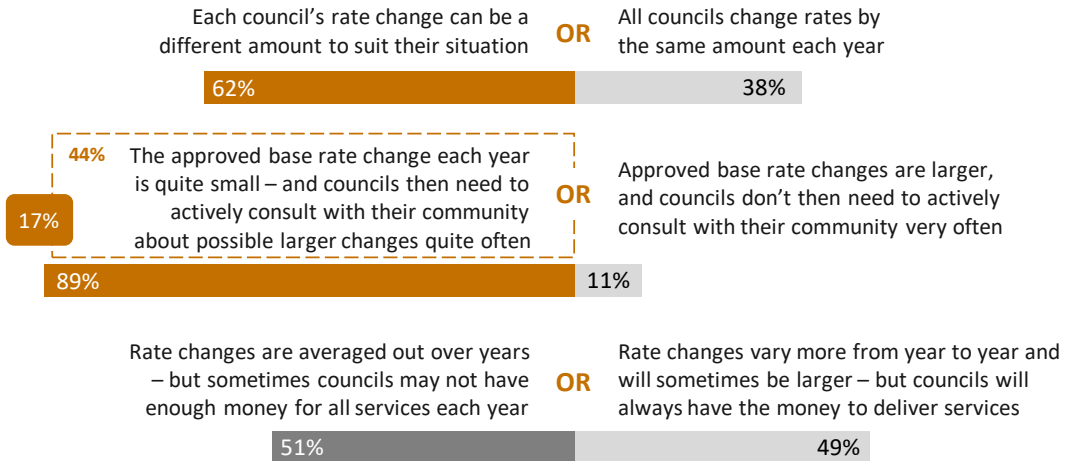 Each council’s rate change can be a
different amount to suit their situation
OR
All councils change rates by
the same amount each year
62%
38%
44%
The approved base rate change each year
is quite small – and councils then need to
actively consult with their community
about possible larger changes quite often
17%
OR
Approved base rate changes are larger,
and councils don’t then need to actively
consult with their community very often
89%
11%
Rate changes are averaged out over years
– but sometimes councils may not have
enough money for all services each year
OR
Rate changes vary more from year to year and
will sometimes be larger – but councils will
always have the money to deliver services
51%
49%